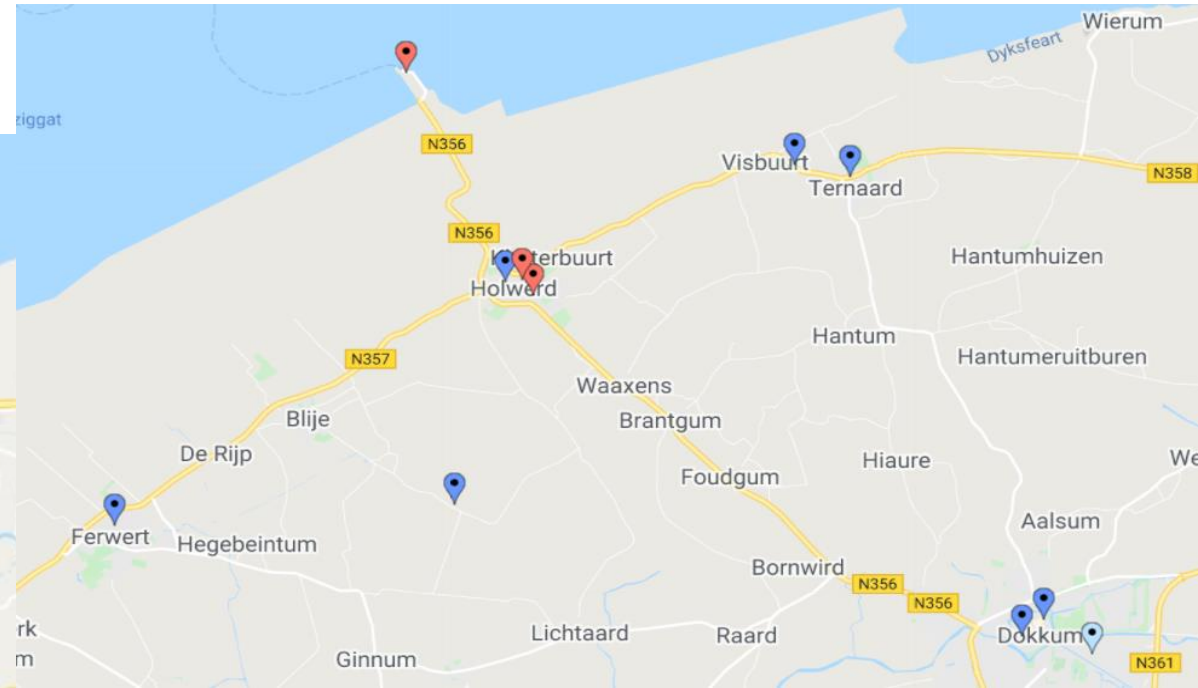 Wierum
Dyksfeart
ziggat
N356
Visbuurt
N358
Ternaard
N356
Hantumhuizen
Holwerd
Hantum
N357
Hantumeruitburen
Waaxens
Blije
Brantgum
De Rijp
Hiaure
We
Foudgum
Aalsum
Ferwert
Hegebeintum
Bornwird
N356
N356
rk
Lichtaard
Raard
Dokkum
m
Ginnum
N361